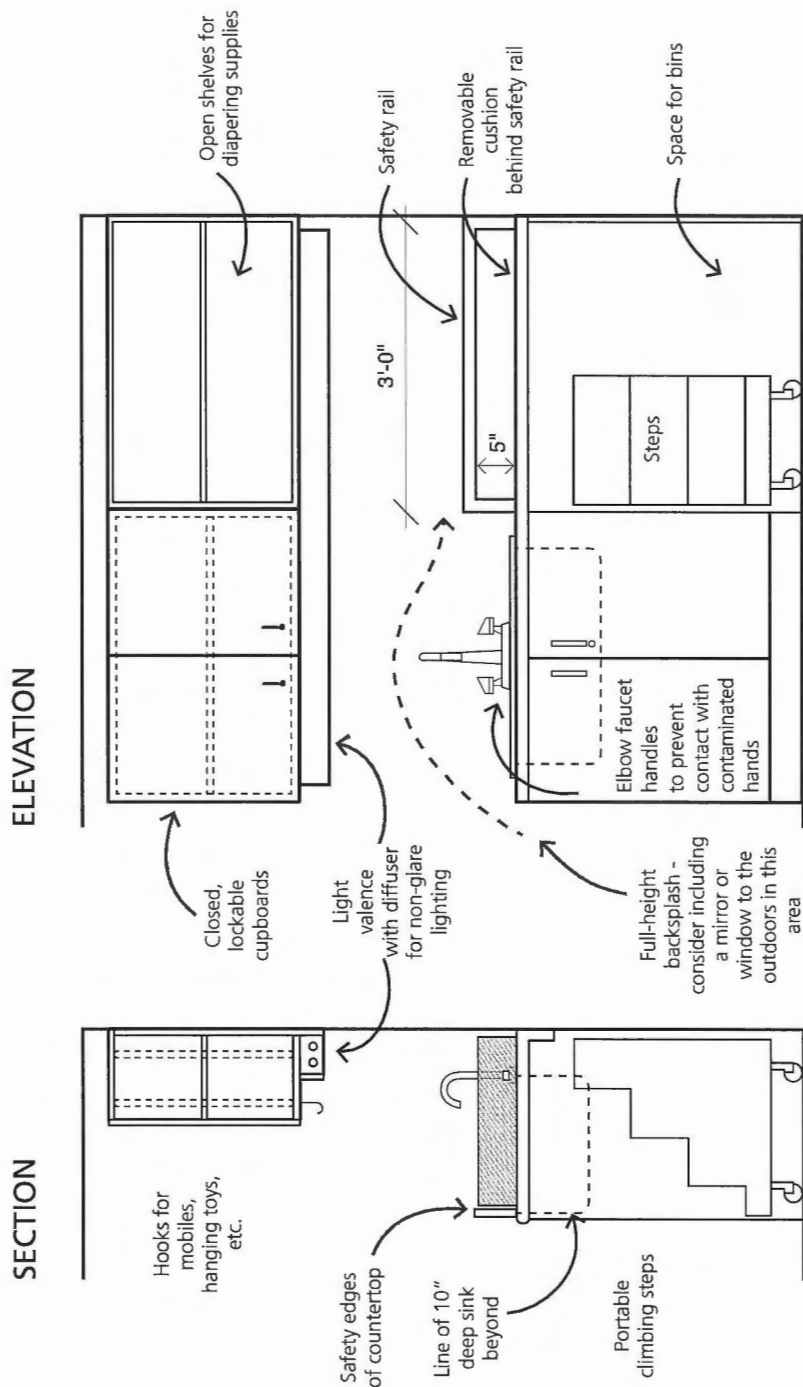 SECTION
ELEVATION
Hooks for
mobiles,
hanging toys,
etc.
Safety edges
of countertop
Line of 10"
deep sink
beyond
Portable
climbing steps
Closed,
lockable
cupboards
Light
valence
with diffuser
for non-glare
lighting
Full-height
backsplash -
consider including
a mirror or
window to the
outdoors in this
area
Elbow faucet
handles
to prevent
contact with
contaminated
hands
Open shelves for
diapering supplies
3'-0"
Safety rail
5"
Removable
cushion
behind safety rail
Steps
Space for bins